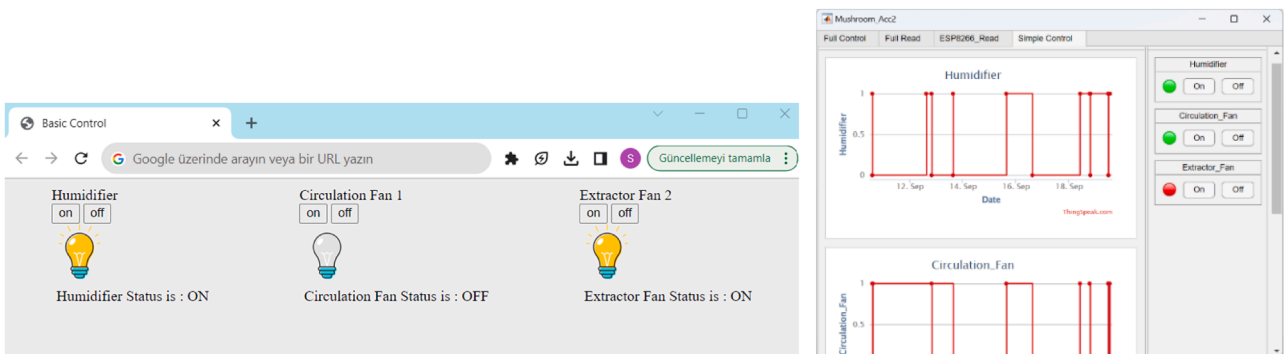 Basic Control
Google üzerinde arayın veya bir URL yazın
S
Güncellemeyi tamamla
Humidifier
on off
Humidifier Status is : ON
Circulation Fan 1
on off
Circulation Fan Status is : OFF
Extractor Fan 2
on off
Extractor Fan Status is : ON
Mushroom_Acc2
Full Control Full Read ESP8266_Read Simple Control
Humidifier
Humidifier
1
0.5
0
12. Sep 14. Sep 16. Sep 18. Sep
Date
ThingSpeak.com
Circulation_Fan
Circulation_Fan
1
0.5
Humidifier
On Off
Circulation_Fan
On Off
Extractor_Fan
On Off